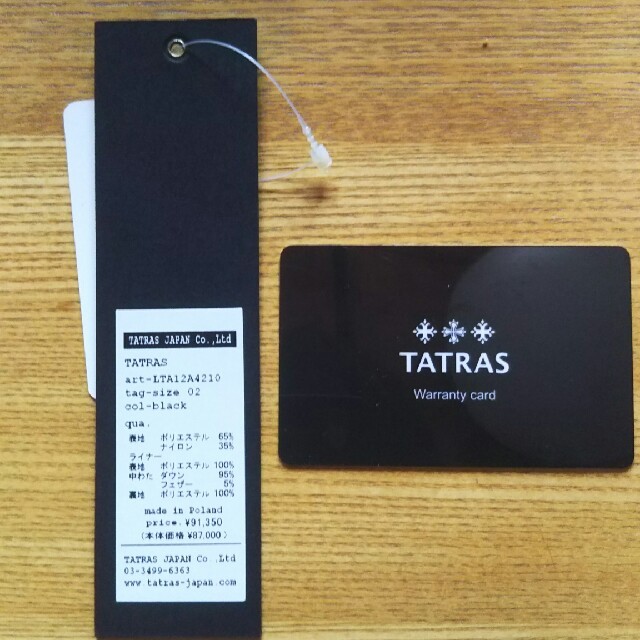 TATRAS JAPAN Co.,Ltd
TATRAS
art-LTA12A4210
tag-size 02
col-black
qua.
表地 ポリエステル 65%
ナイロン 35%
ライナー
表地 ポリエステル 100%
中わた ダウン 95%
フェザー 5%
裏地 ポリエステル 100%
made in Poland
price.¥91,350
(本体価格 ¥87,000)
TATRAS JAPAN Co.,Ltd
03-3499-6363
www.tatras-japan.com
TATRAS
Warranty card